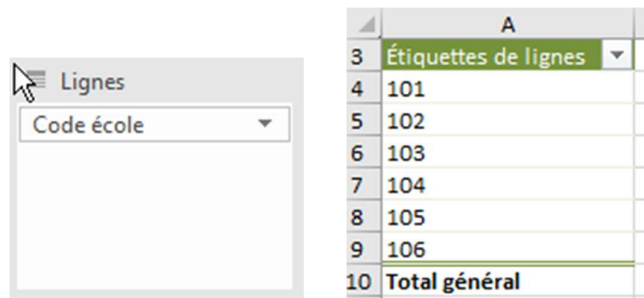 Lignes
Code école
A
3 Étiquettes de lignes
4 101
5 102
6 103
7 104
8 105
9 106
10 Total général